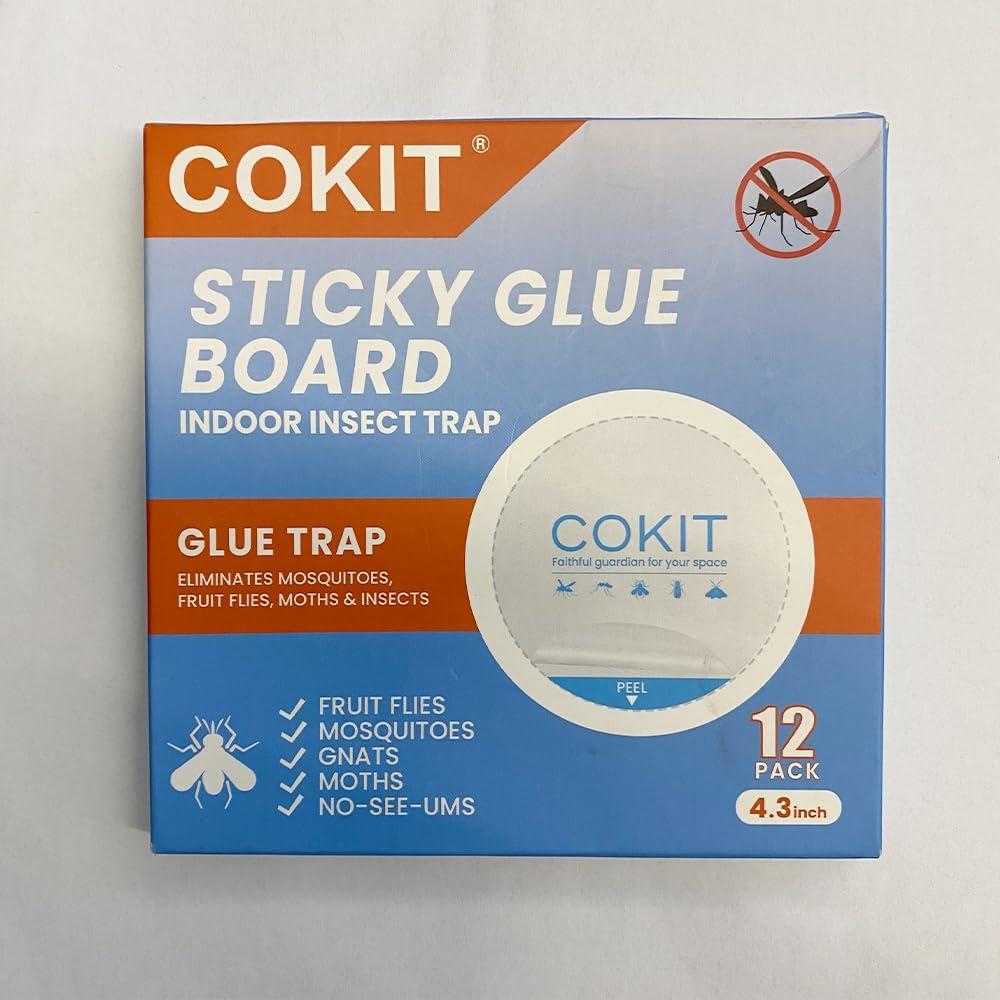 COKIT®
STICKY GLUE
BOARD
INDOOR INSECT TRAP
GLUE TRAP
ELIMINATES MOSQUITOES,
FRUIT FLIES, MOTHS & INSECTS
COKIT
Faithful guardian for your space
PEEL
FRUIT FLIES
MOSQUITOES
GNATS
MOTHS
NO-SEE-UMS
12
PACK
4.3inch